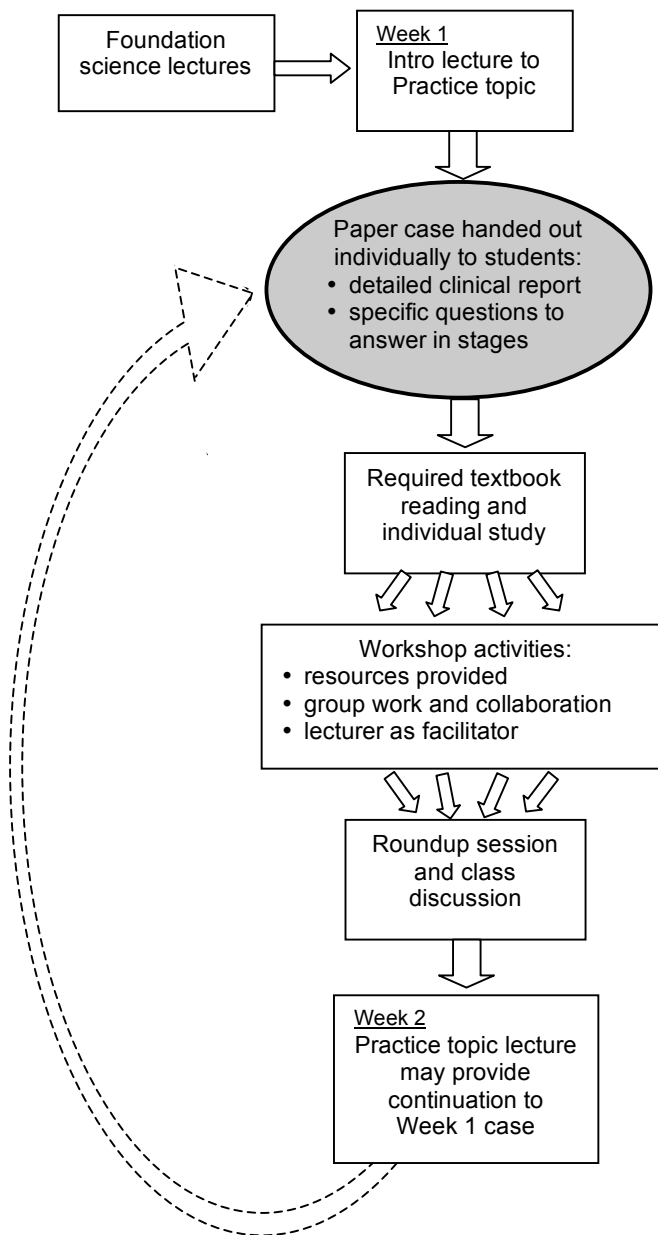 Foundation
science lectures
Week 1
Intro lecture to
Practice topic
Paper case handed out
individually to students:
• detailed clinical report
• specific questions to
answer in stages
Required textbook
reading and
individual study
Workshop activities:
• resources provided
• group work and collaboration
• lecturer as facilitator
Roundup session
and class
discussion
Week 2
Practice topic lecture
may provide
continuation to
Week 1 case